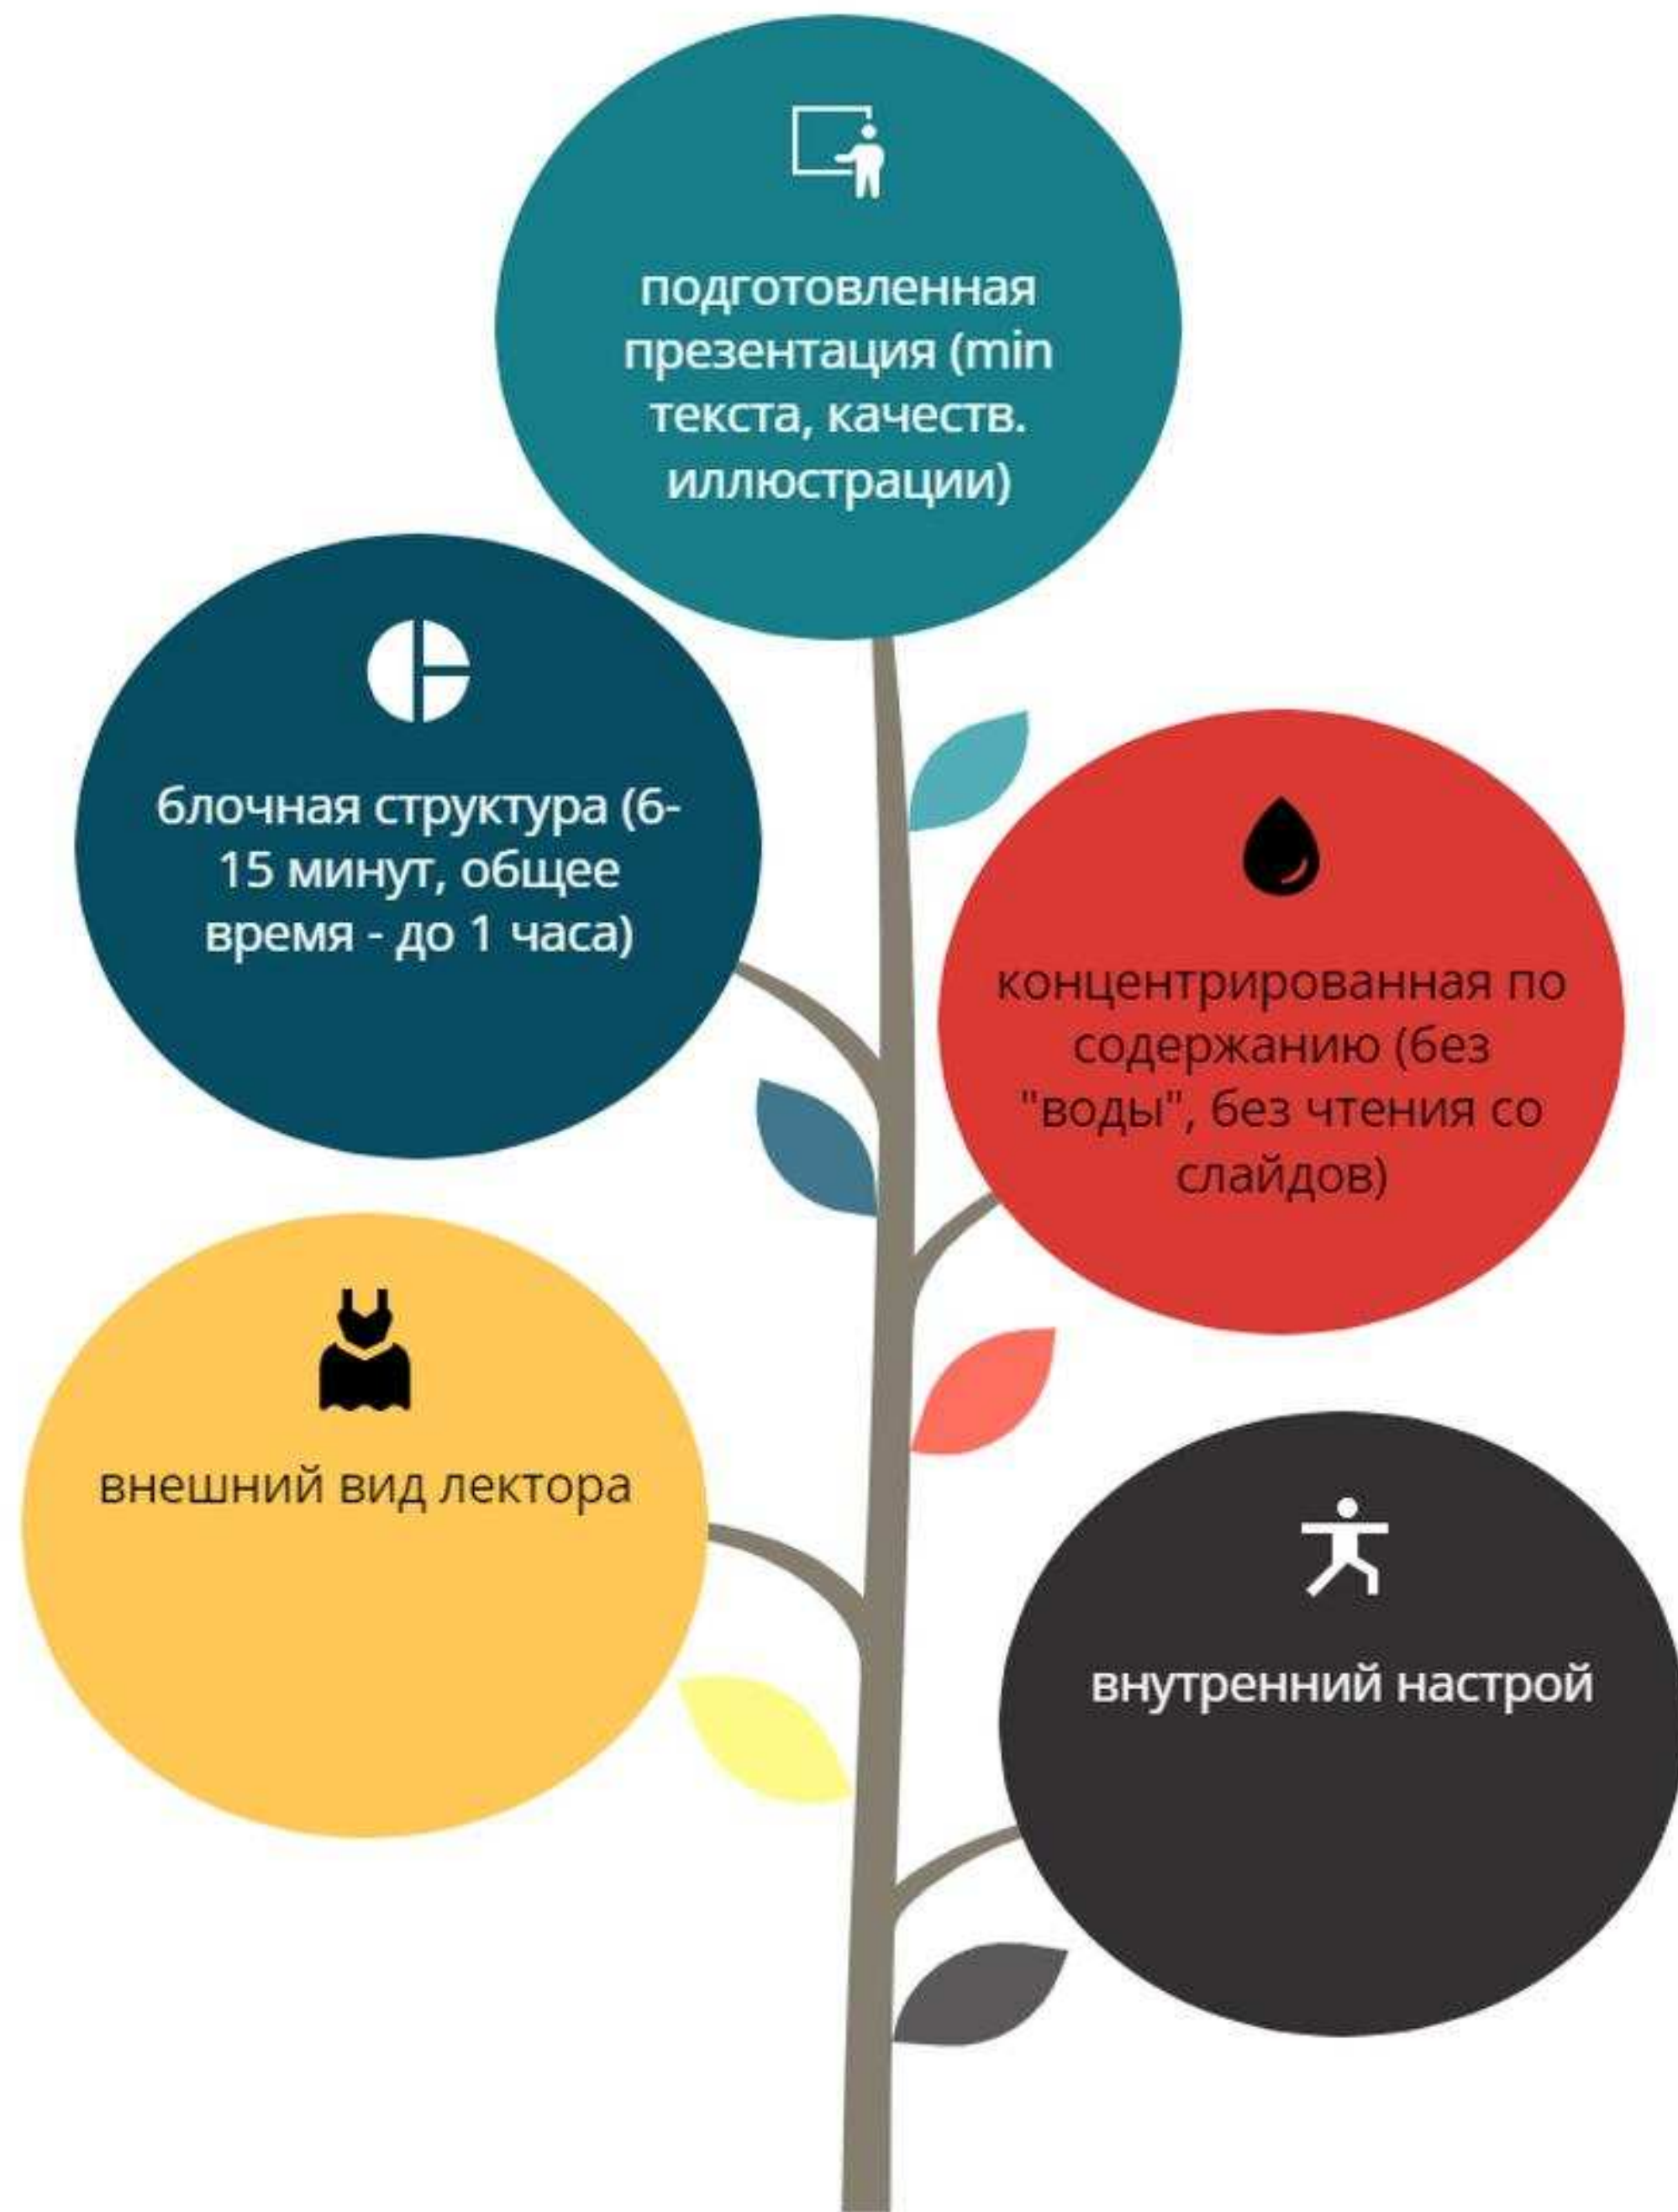 подготовленная
презентация (min
текста, качеств.
иллюстрации)
блочная структура (6-
15 минут, общее
время - до 1 часа)
концентрированная по
содержанию (без
"воды", без чтения со
слайдов)
внешний вид лектора
внутренний настрой